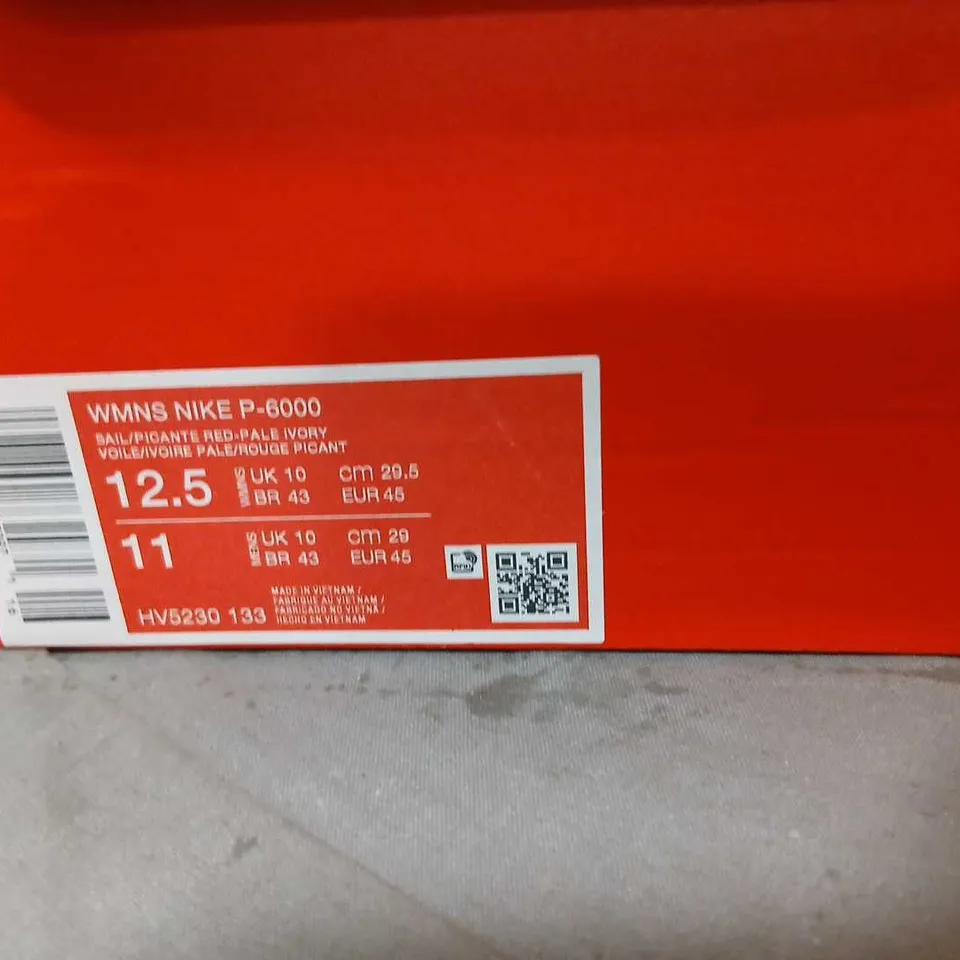 WMNS NIKE P-6000
SAIL/PICANTE RED-PALE IVORY
VOILE/IVOIRE PALE/ROUGE PICANT
12.5 WMNS UK 10 CM 29.5
BR 43 EUR 45
11 MENS UK 10 CM 29
BR 43 EUR 45
HV5230 133
MADE IN VIETNAM /
FABRIQUE AU VIETNAM /
FABRICADO NO VIETNÃ /
HECHO EN VIETNAM